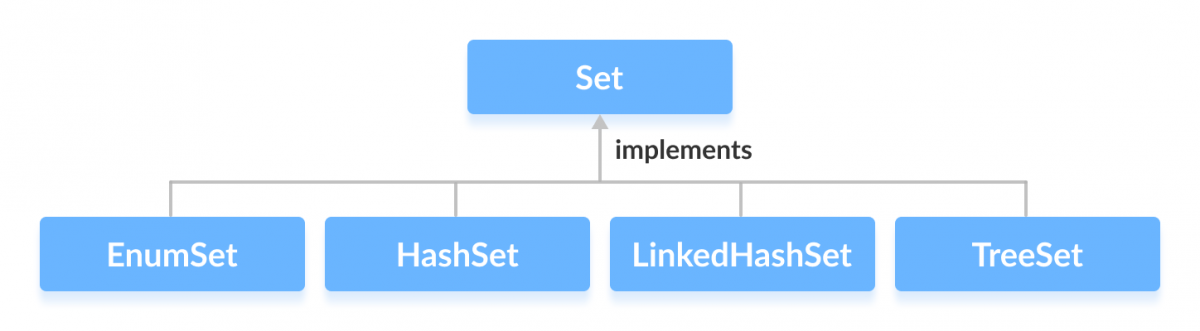 Set
implements
EnumSet
HashSet
LinkedHashSet
TreeSet